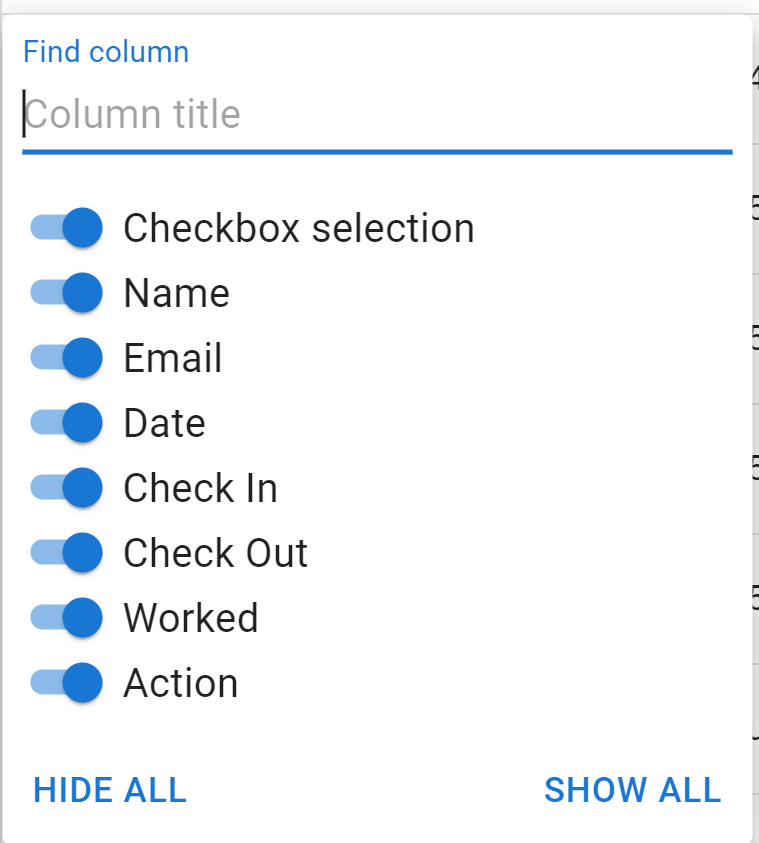 Find column
Column title
Checkbox selection
Name
Email
Date
Check In
Check Out
Worked
Action
HIDE ALL
SHOW ALL